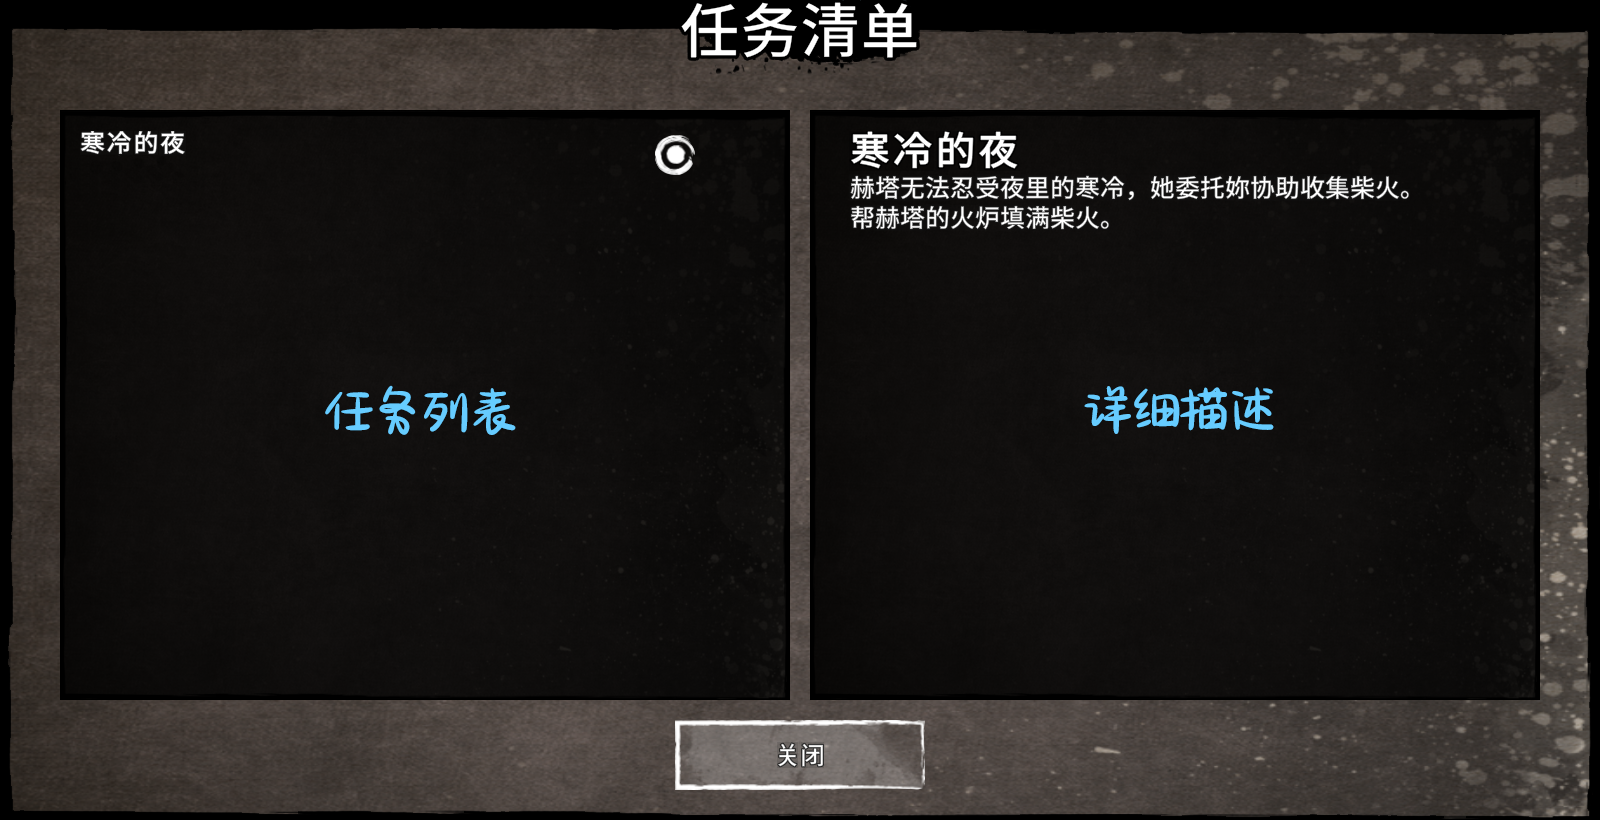 任务清单
寒冷的夜
任务列表
寒冷的夜
赫塔无法忍受夜里的寒冷，她委托妳协助收集柴火。
帮赫塔的火炉填满柴火。
详细描述
关闭